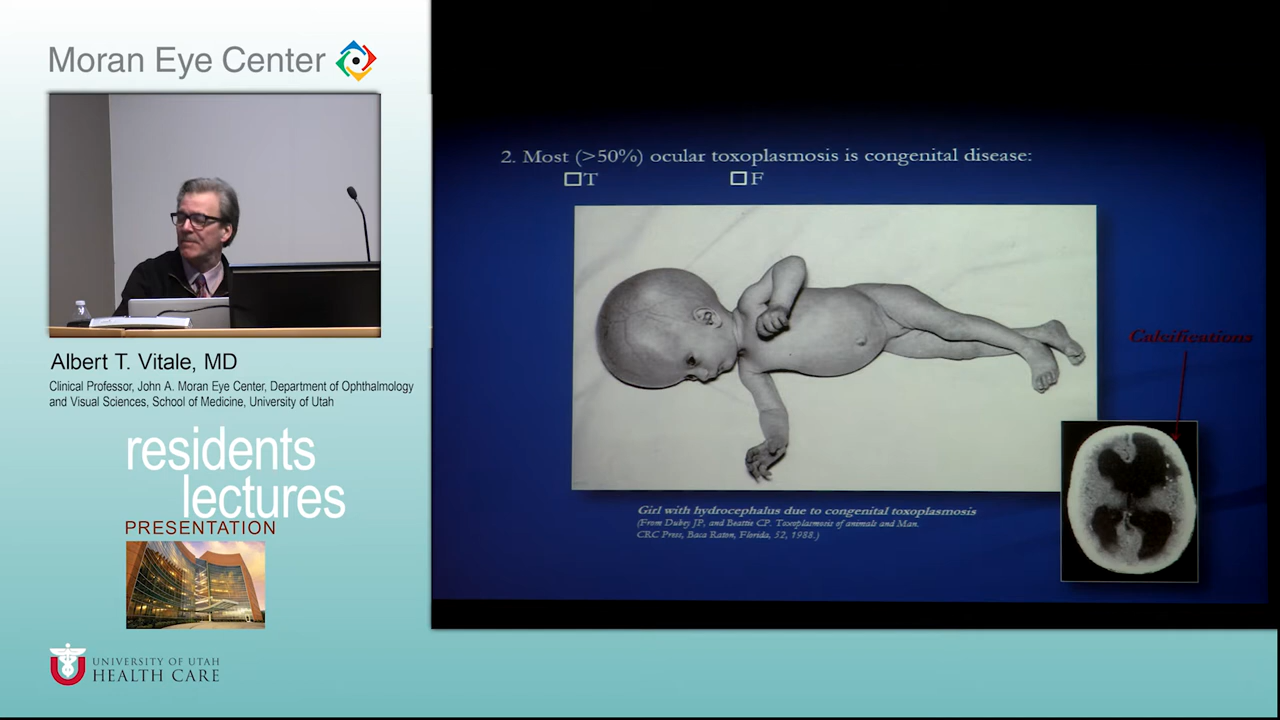 Moran Eye Center
Albert T. Vitale, MD
Clinical Professor, John A. Moran Eye Center, Department of Ophthalmology
and Visual Sciences, School of Medicine, University of Utah
residents
lectures
PRESENTATION
UNIVERSITY OF UTAH
HEALTH CARE
2. Most (>50%) ocular toxoplasmosis is congenital disease:
☐T ☐F
Calcifications
Girl with hydrocephalus due to congenital toxoplasmosis
(From Dubey JP, and Beattie CP. Toxoplasmosis of animals and Man.
CRC Press, Boca Raton, Florida, 52, 1988.)